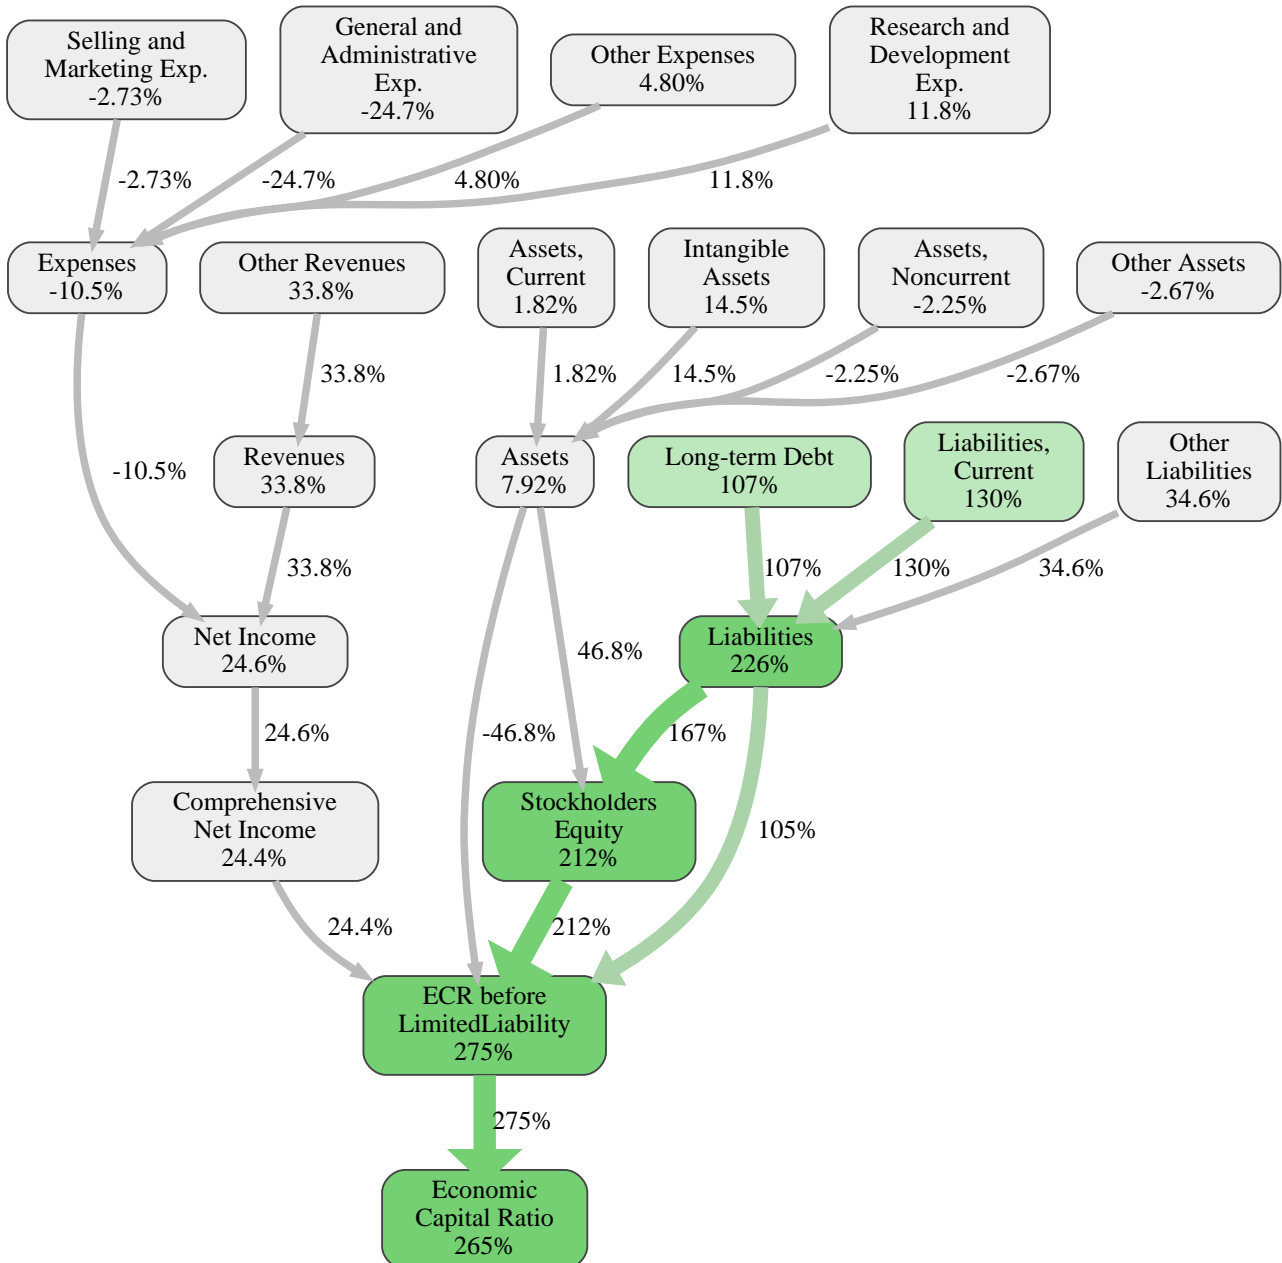 Selling and
Marketing Exp.
-2.73%
General and
Administrative
Exp.
-24.7%
Other Expenses
4.80%
Research and
Development
Exp.
11.8%
-2.73%
-24.7%
4.80%
11.8%
Expenses
-10.5%
Other Revenues
33.8%
Assets,
Current
1.82%
Intangible
Assets
14.5%
Assets,
Noncurrent
-2.25%
Other Assets
-2.67%
33.8%
1.82%
14.5%
-2.25%
-2.67%
-10.5%
Revenues
33.8%
Assets
7.92%
Long-term Debt
107%
Liabilities,
Current
130%
Other
Liabilities
34.6%
33.8%
107%
130%
34.6%
Net Income
24.6%
46.8%
Liabilities
226%
24.6%
-46.8%
167%
Comprehensive
Net Income
24.4%
Stockholders
Equity
212%
105%
24.4%
212%
ECR before
LimitedLiability
275%
275%
Economic
Capital Ratio
265%